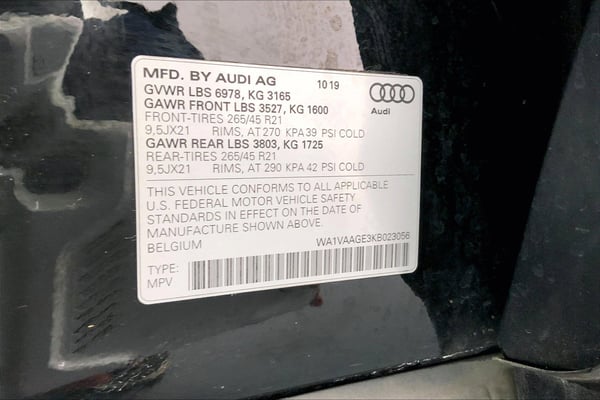 MFD. BY AUDI AG 10 19
GVWR LBS 6978, KG 3165
GAWR FRONT LBS 3527, KG 1600
FRONT-TIRES 265/45 R21
9,5JX21 RIMS, AT 270 KPA 39 PSI COLD
GAWR REAR LBS 3803, KG 1725
REAR-TIRES 265/45 R21
9,5JX21 RIMS, AT 290 KPA 42 PSI COLD
Audi
THIS VEHICLE CONFORMS TO ALL APPLICABLE
U.S. FEDERAL MOTOR VEHICLE SAFETY
STANDARDS IN EFFECT ON THE DATE OF
MANUFACTURE SHOWN ABOVE.
BELGIUM WA1VAAGE3KB023056
TYPE:
MPV